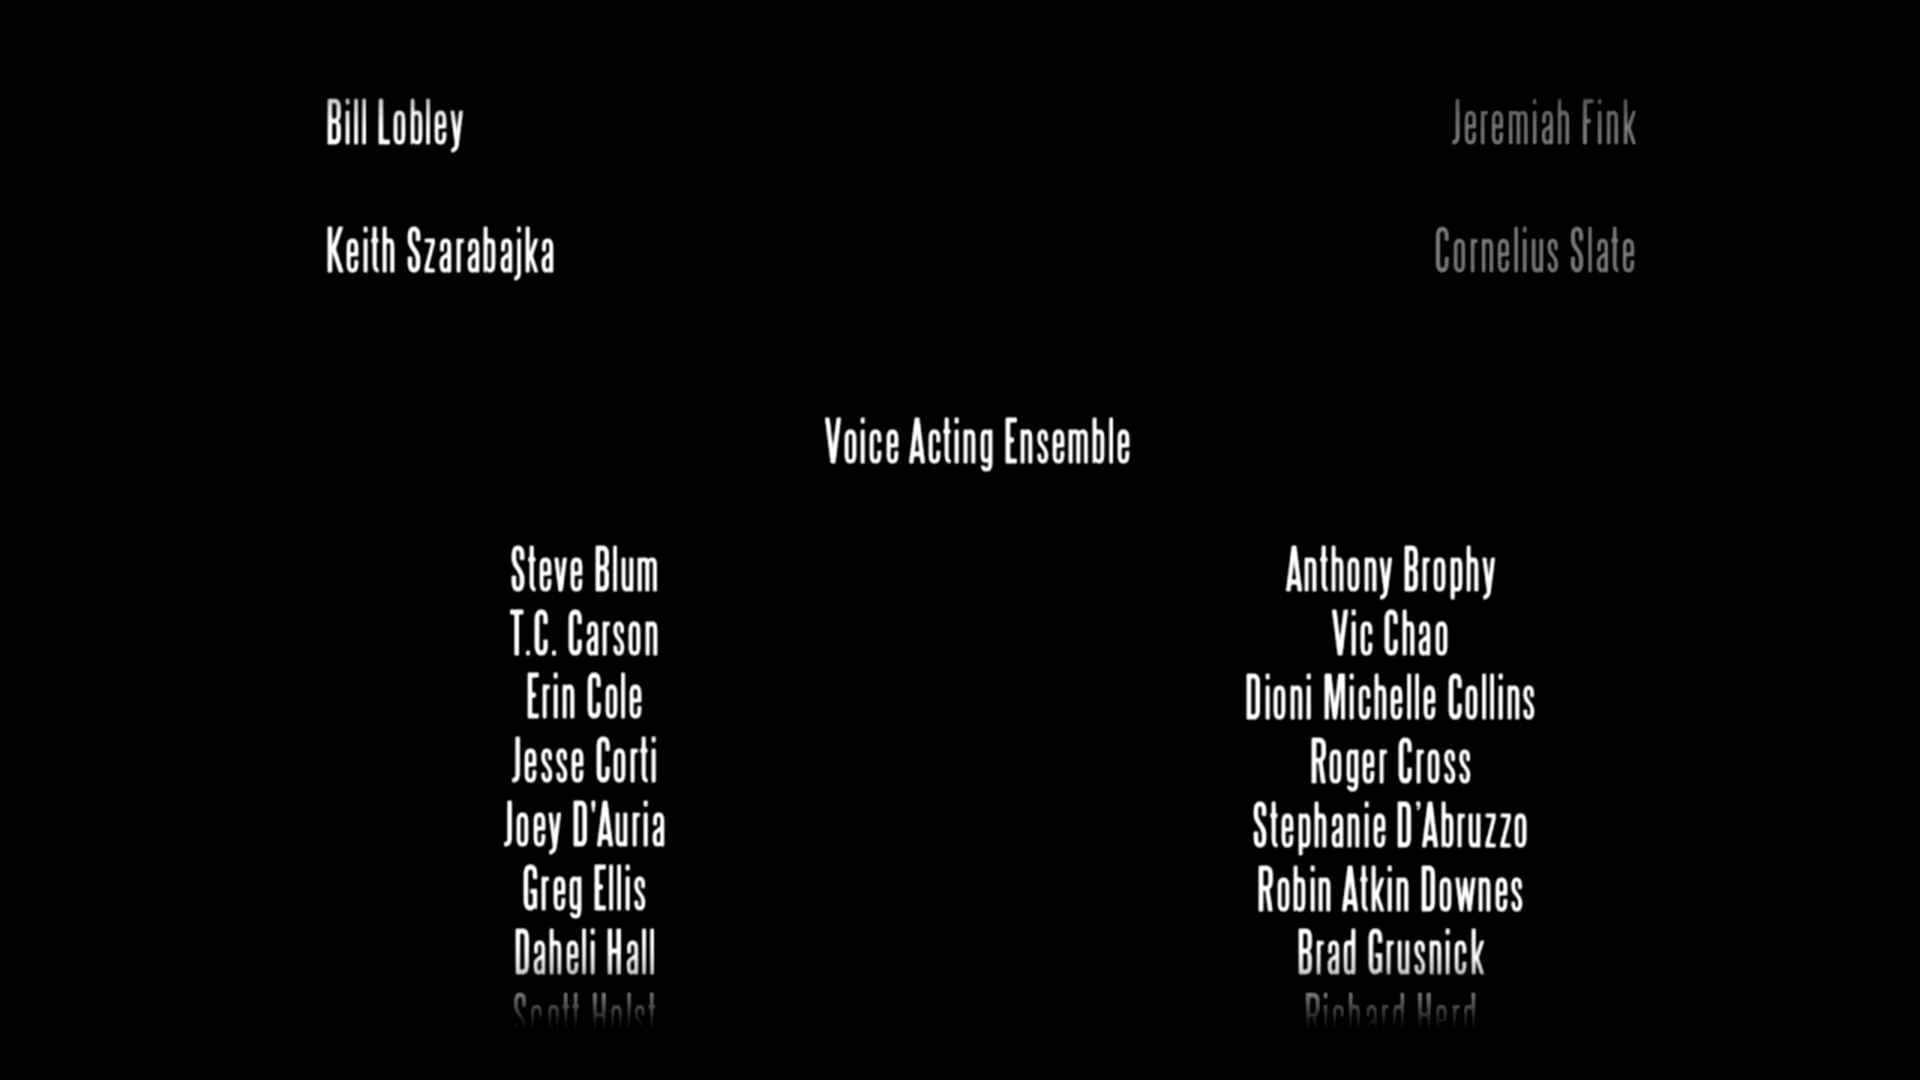 Bill Lobley Jeremiah Fink
Keith Szarabajka Cornelius Slate
Voice Acting Ensemble
Steve Blum Anthony Brophy
T.C. Carson Vic Chao
Erin Cole Dioni Michelle Collins
Jesse Corti Roger Cross
Joey D'Auria Stephanie D’Abruzzo
Greg Ellis Robin Atkin Downes
Daheli Hall Brad Grusnick
Scott Holst Richard Herd